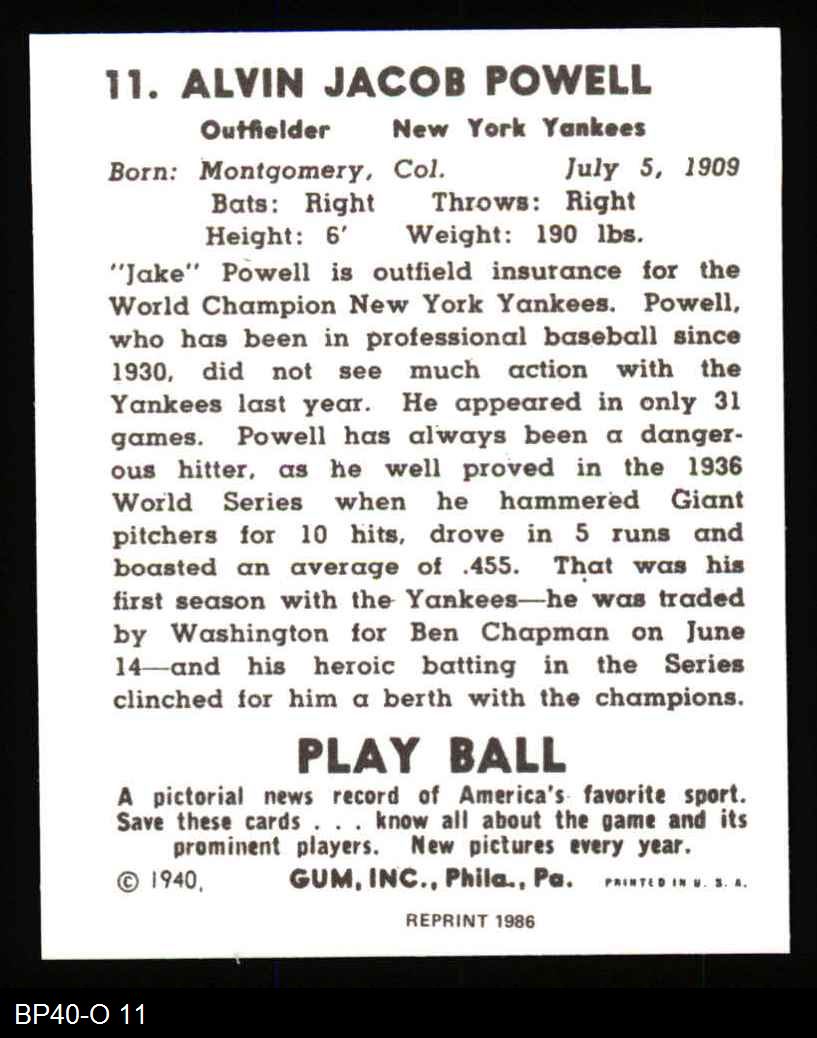 11. ALVIN JACOB POWELL
Outfielder New York Yankees
Born: Montgomery, Col. July 5, 1909
Bats: Right Throws: Right
Height: 6' Weight: 190 lbs.
"Jake" Powell is outfield insurance for the
World Champion New York Yankees. Powell,
who has been in professional baseball since
1930, did not see much action with the
Yankees last year. He appeared in only 31
games. Powell has always been a danger-
ous hitter, as he well proved in the 1936
World Series when he hammered Giant
pitchers for 10 hits, drove in 5 runs and
boasted an average of .455. That was his
first season with the Yankees—he was traded
by Washington for Ben Chapman on June
14—and his heroic batting in the Series
clinched for him a berth with the champions.
PLAY BALL
A pictorial news record of America's favorite sport.
Save these cards . . . know all about the game and its
prominent players. New pictures every year.
© 1940, GUM, INC., Phila., Pa. PRINTED IN U. S. A.
REPRINT 1986
BP40-O 11